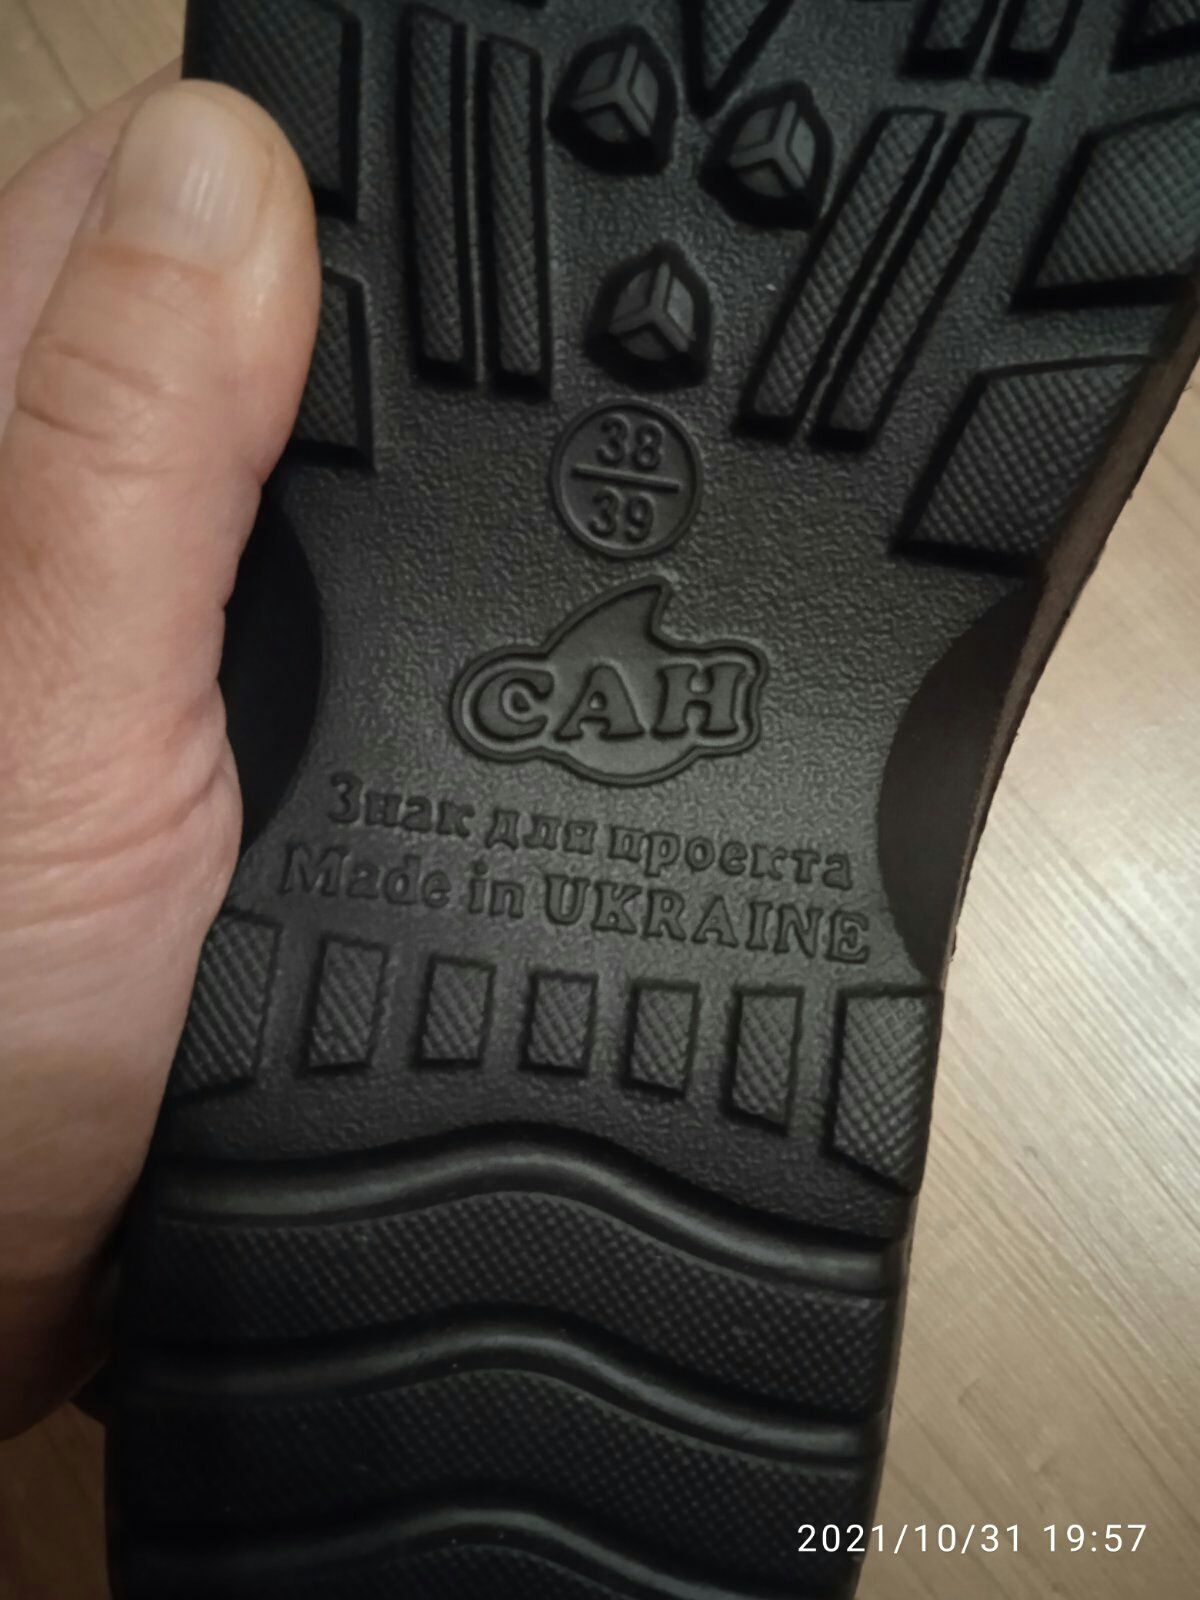 38
39
САН
Знак для проекта
Made in UKRAINE
2021/10/31 19:57